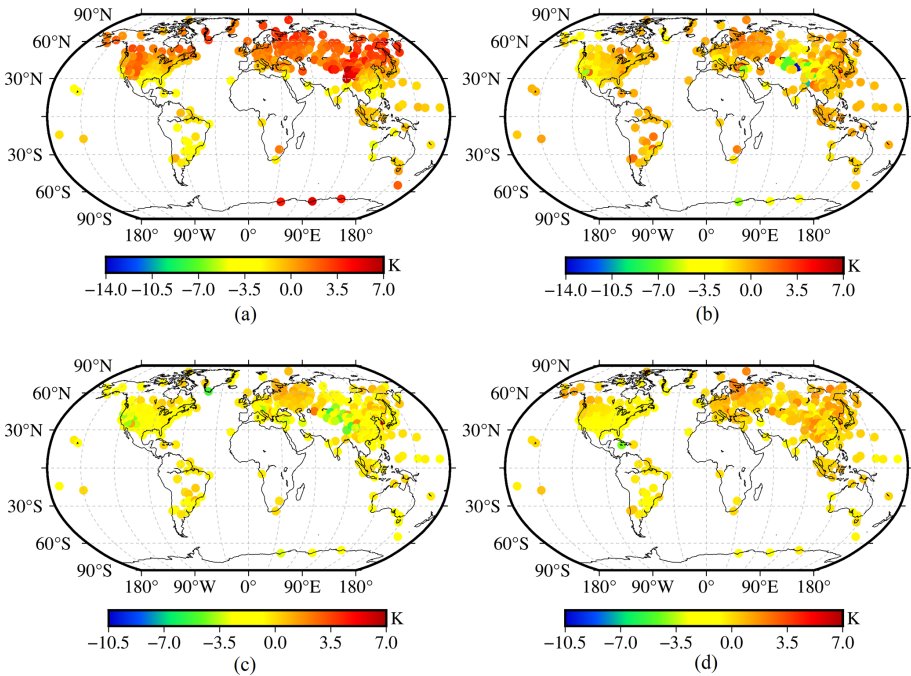 90°N 90°N
60°N 60°N
30°N 30°N
30°S 30°S
60°S 60°S
90°S 90°S
180° 90°W 0° 90°E 180° 180° 90°W 0° 90°E 180°
K K
−14.0 −10.5 −7.0 −3.5 0.0 3.5 7.0 −14.0 −10.5 −7.0 −3.5 0.0 3.5 7.0
(a) (b)
90°N 90°N
60°N 60°N
30°N 30°N
30°S 30°S
60°S 60°S
90°S 90°S
180° 90°W 0° 90°E 180° 180° 90°W 0° 90°E 180°
K K
−10.5 −7.0 −3.5 0.0 3.5 7.0 −10.5 −7.0 −3.5 0.0 3.5 7.0
(c) (d)